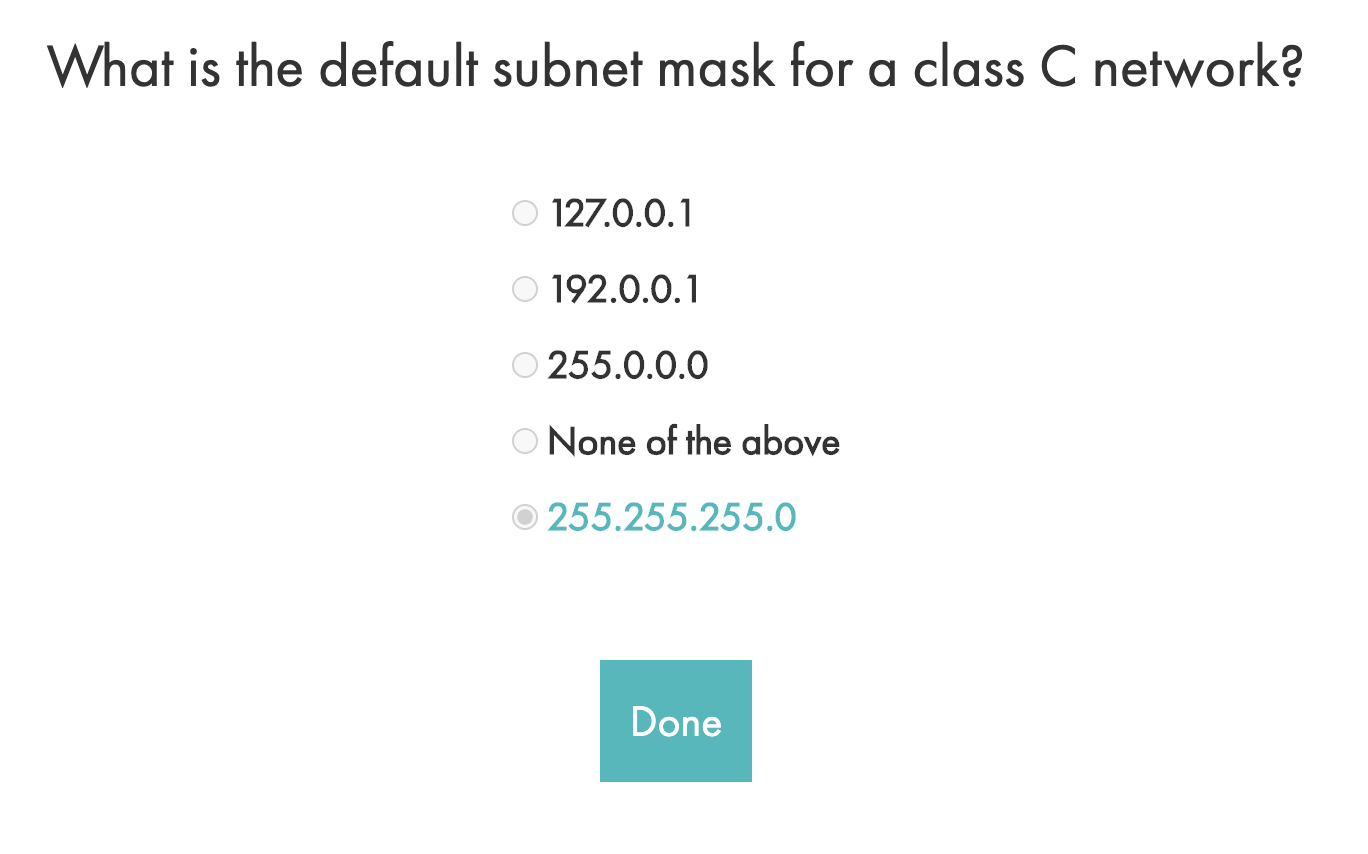 What is the default subnet mask for a class C network?
127.0.0.1
192.0.0.1
255.0.0.0
None of the above
255.255.255.0
Done